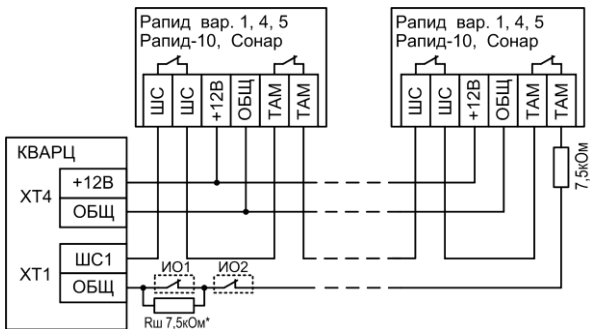 Рапид вар. 1, 4, 5
Рапид-10, Сонар
ШС
ШС
+12В
ОБЩ
ТАМ
ТАМ
Рапид вар. 1, 4, 5
Рапид-10, Сонар
ШС
ШС
+12В
ОБЩ
ТАМ
ТАМ
7,5кОм
КВАРЦ
ХТ4
+12В
ОБЩ
ХТ1
ШС1
ОБЩ
ИО1
ИО2
Rш 7,5кОм*